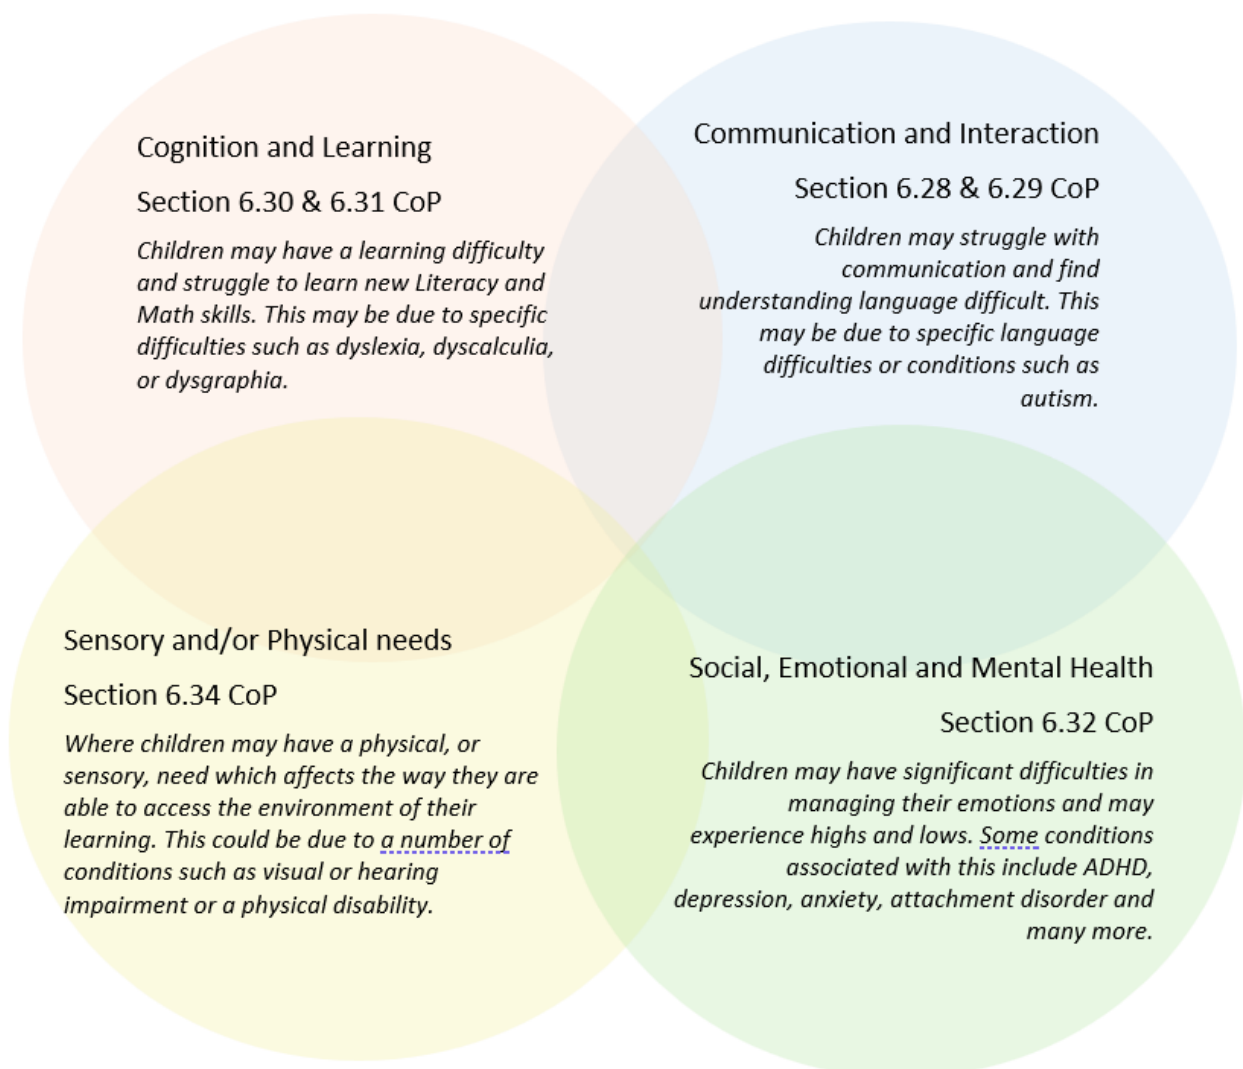 Cognition and Learning
Section 6.30 & 6.31 CoP
Children may have a learning difficulty
and struggle to learn new Literacy and
Math skills. This may be due to specific
difficulties such as dyslexia, dyscalculia,
or dysgraphia.
Communication and Interaction
Section 6.28 & 6.29 CoP
Children may struggle with
communication and find
understanding language difficult. This
may be due to specific language
difficulties or conditions such as
autism.
Sensory and/or Physical needs
Section 6.34 CoP
Where children may have a physical, or
sensory, need which affects the way they are
able to access the environment of their
learning. This could be due to a number of
conditions such as visual or hearing
impairment or a physical disability.
Social, Emotional and Mental Health
Section 6.32 CoP
Children may have significant difficulties in
managing their emotions and may
experience highs and lows. Some conditions
associated with this include ADHD,
depression, anxiety, attachment disorder and
many more.